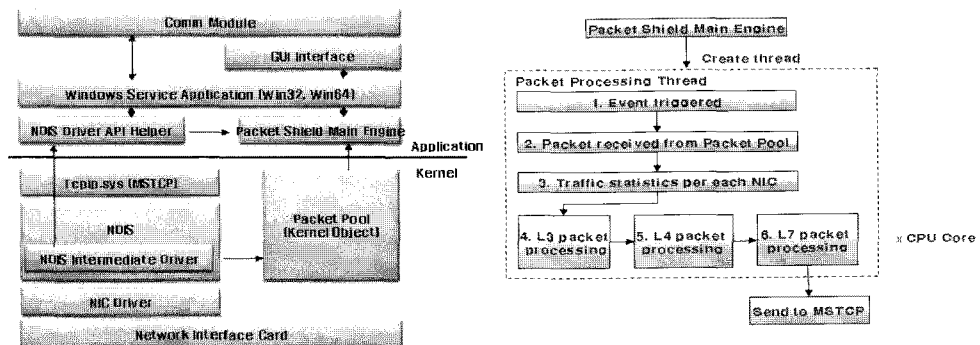 Comm Module
GUI Interface
Windows Service Application (Win32, Win64)
NDIS Driver API Helper
Packet Shield Main Engine
Application
Kernel
Tcpip.sys (MSTCP)
NDIS
NDIS Intermediate Driver
Packet Pool
(Kernel Object)
NIC Driver
Network Interface Card
Packet Shield Main Engine
Create thread
Packet Processing Thread
1. Event triggered
2. Packet received from Packet Pool
3. Traffic statistics per each NIC
4. L3 packet
processing
5. L4 packet
processing
6. L7 packet
processing
x CPU Core
Send to MSTCP